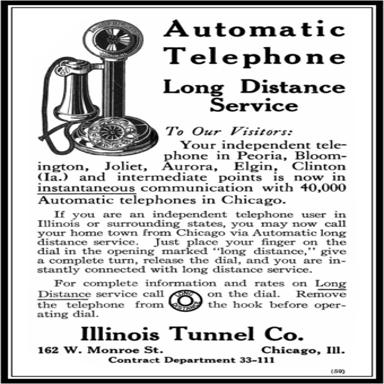 Automatic
Telephone
Long Distance
Service
To Our Visitors:
Your independent tele-
phone in Peoria, Bloom-
ington, Joliet, Aurora, Elgin, Clinton
(Ia.) and intermediate points is now in
instantaneous communication with 40,000
Automatic telephones in Chicago.
If you are an independent telephone user in
Illinois or surrounding states, you may now call
your home town from Chicago via Automatic long
distance service. Just place your finger on the
dial in the opening marked "long distance," give
a complete turn, release the dial, and you are in-
stantly connected with long distance service.
For complete information and rates on Long
Distance service call LONG DISTANCE on the dial. Remove
the telephone from the hook before oper-
ating dial.
Illinois Tunnel Co.
162 W. Monroe St. Chicago, Ill.
Contract Department 33-111
(59)